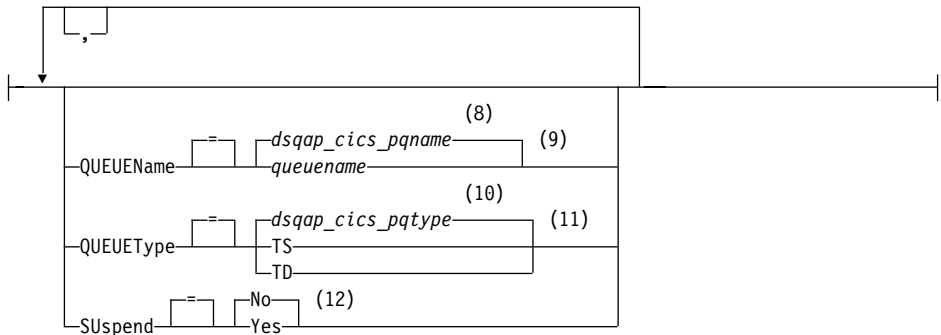 ,
(8)
= dsqap_cics_pqname (9)
QUEUEName queuename
(10)
= dsqap_cics_pqtype (11)
QUEUEType TS
TD
= No (12)
SUspend Yes